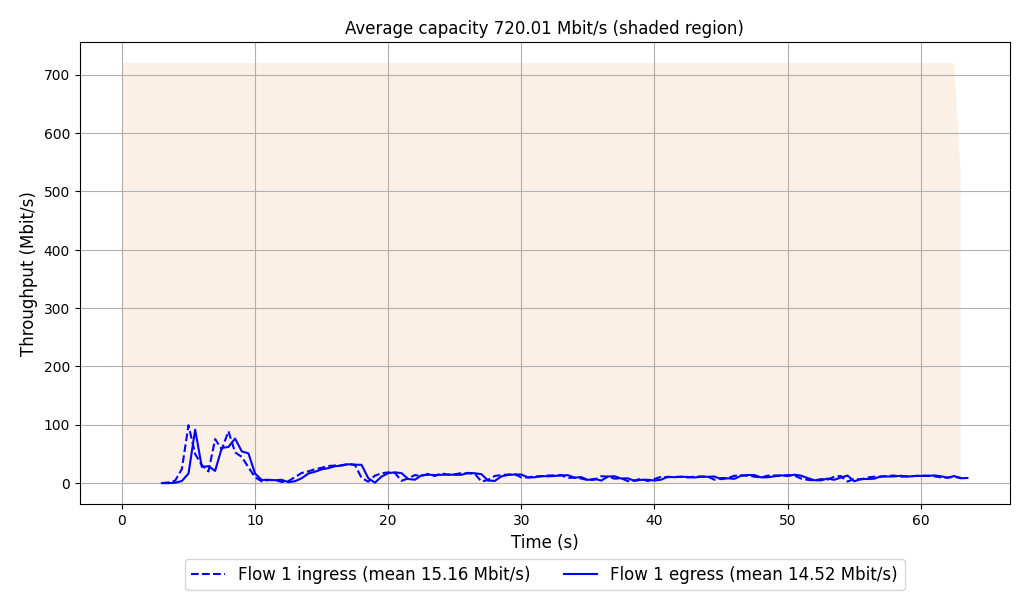 Average capacity 720.01 Mbit/s (shaded region)
Throughput (Mbit/s)
700
600
500
400
300
200
100
0
0 10 20 30 40 50 60
Time (s)
Flow 1 ingress (mean 15.16 Mbit/s) Flow 1 egress (mean 14.52 Mbit/s)